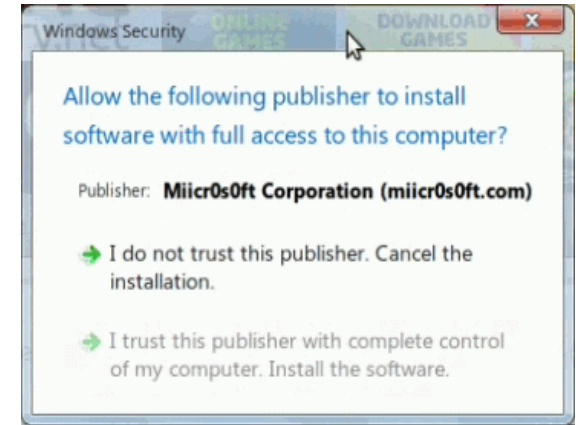 v.net
ONLINE GAMES
DOWNLOAD GAMES
Windows Security
Allow the following publisher to install
software with full access to this computer?
Publisher: Miicr0s0ft Corporation (miicr0s0ft.com)
I do not trust this publisher. Cancel the
installation.
I trust this publisher with complete control
of my computer. Install the software.